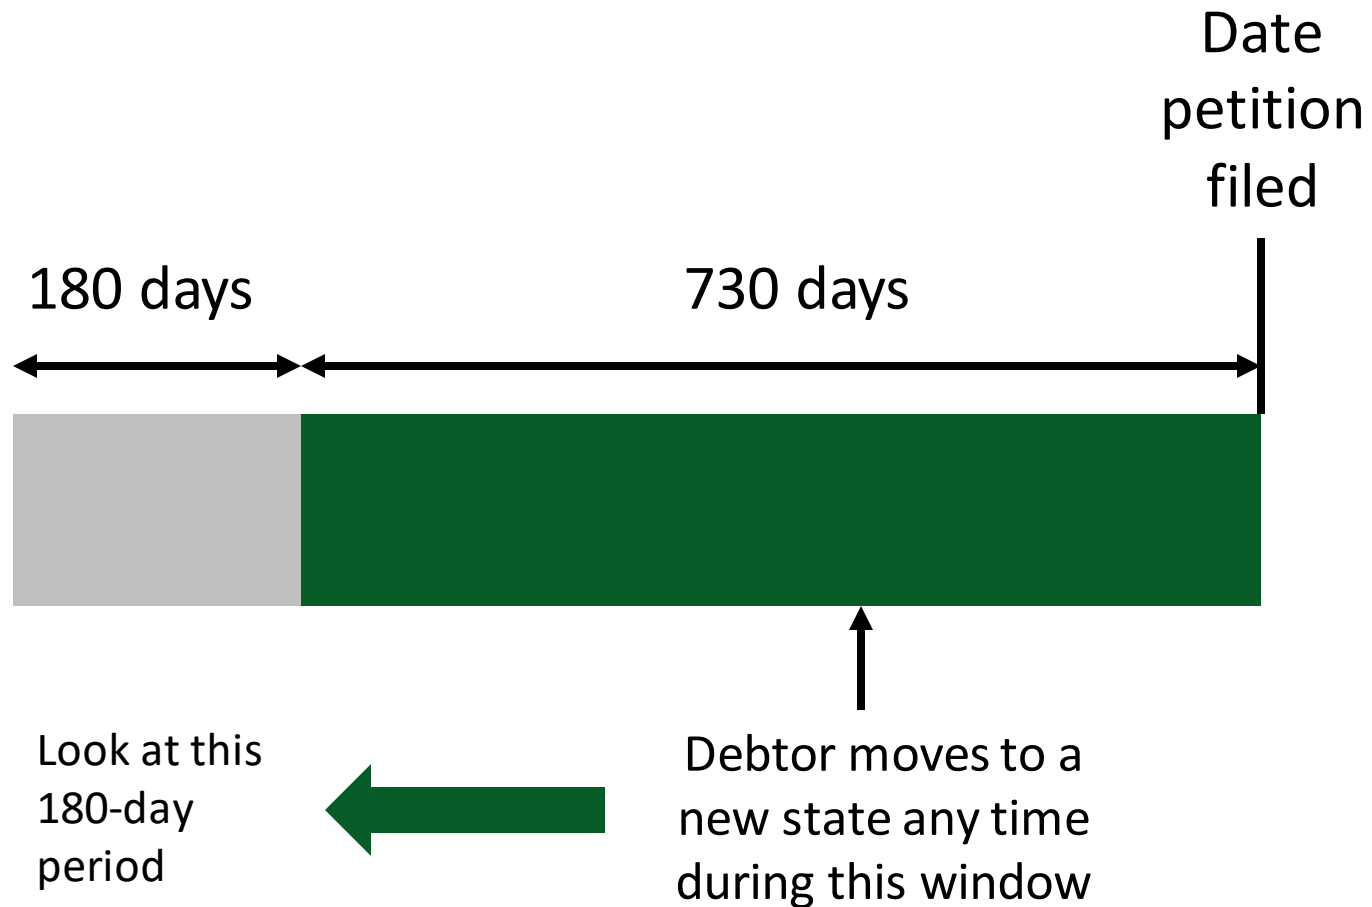 Date
petition
filed
180 days
730 days
Look at this
180-day
period
Debtor moves to a
new state any time
during this window